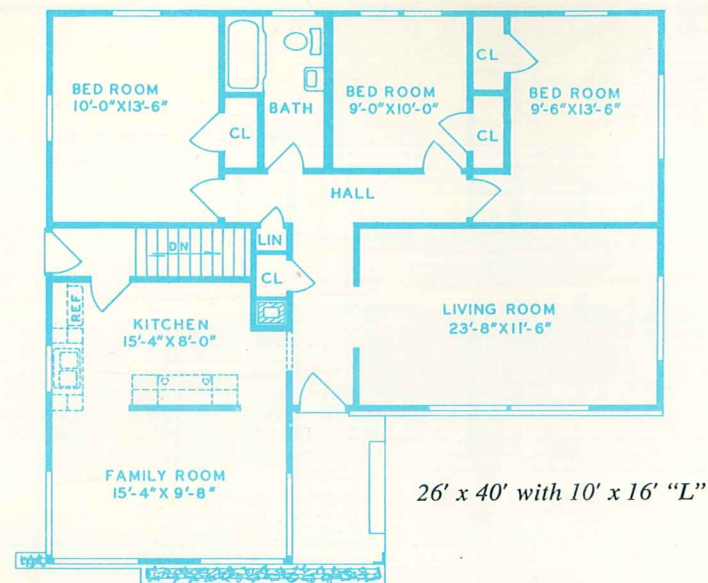 BED ROOM
10'-0"X13'-6"
BATH
CL
BED ROOM
9'-0"X10'-0"
CL
CL
BED ROOM
9'-6"X13'-6"
HALL
LIN
DN
CL
REF.
KITCHEN
15'-4"X8'-0"
LIVING ROOM
23'-8"X11'-6"
FAMILY ROOM
15'-4"X9'-8"
26' x 40' with 10' x 16' "L"